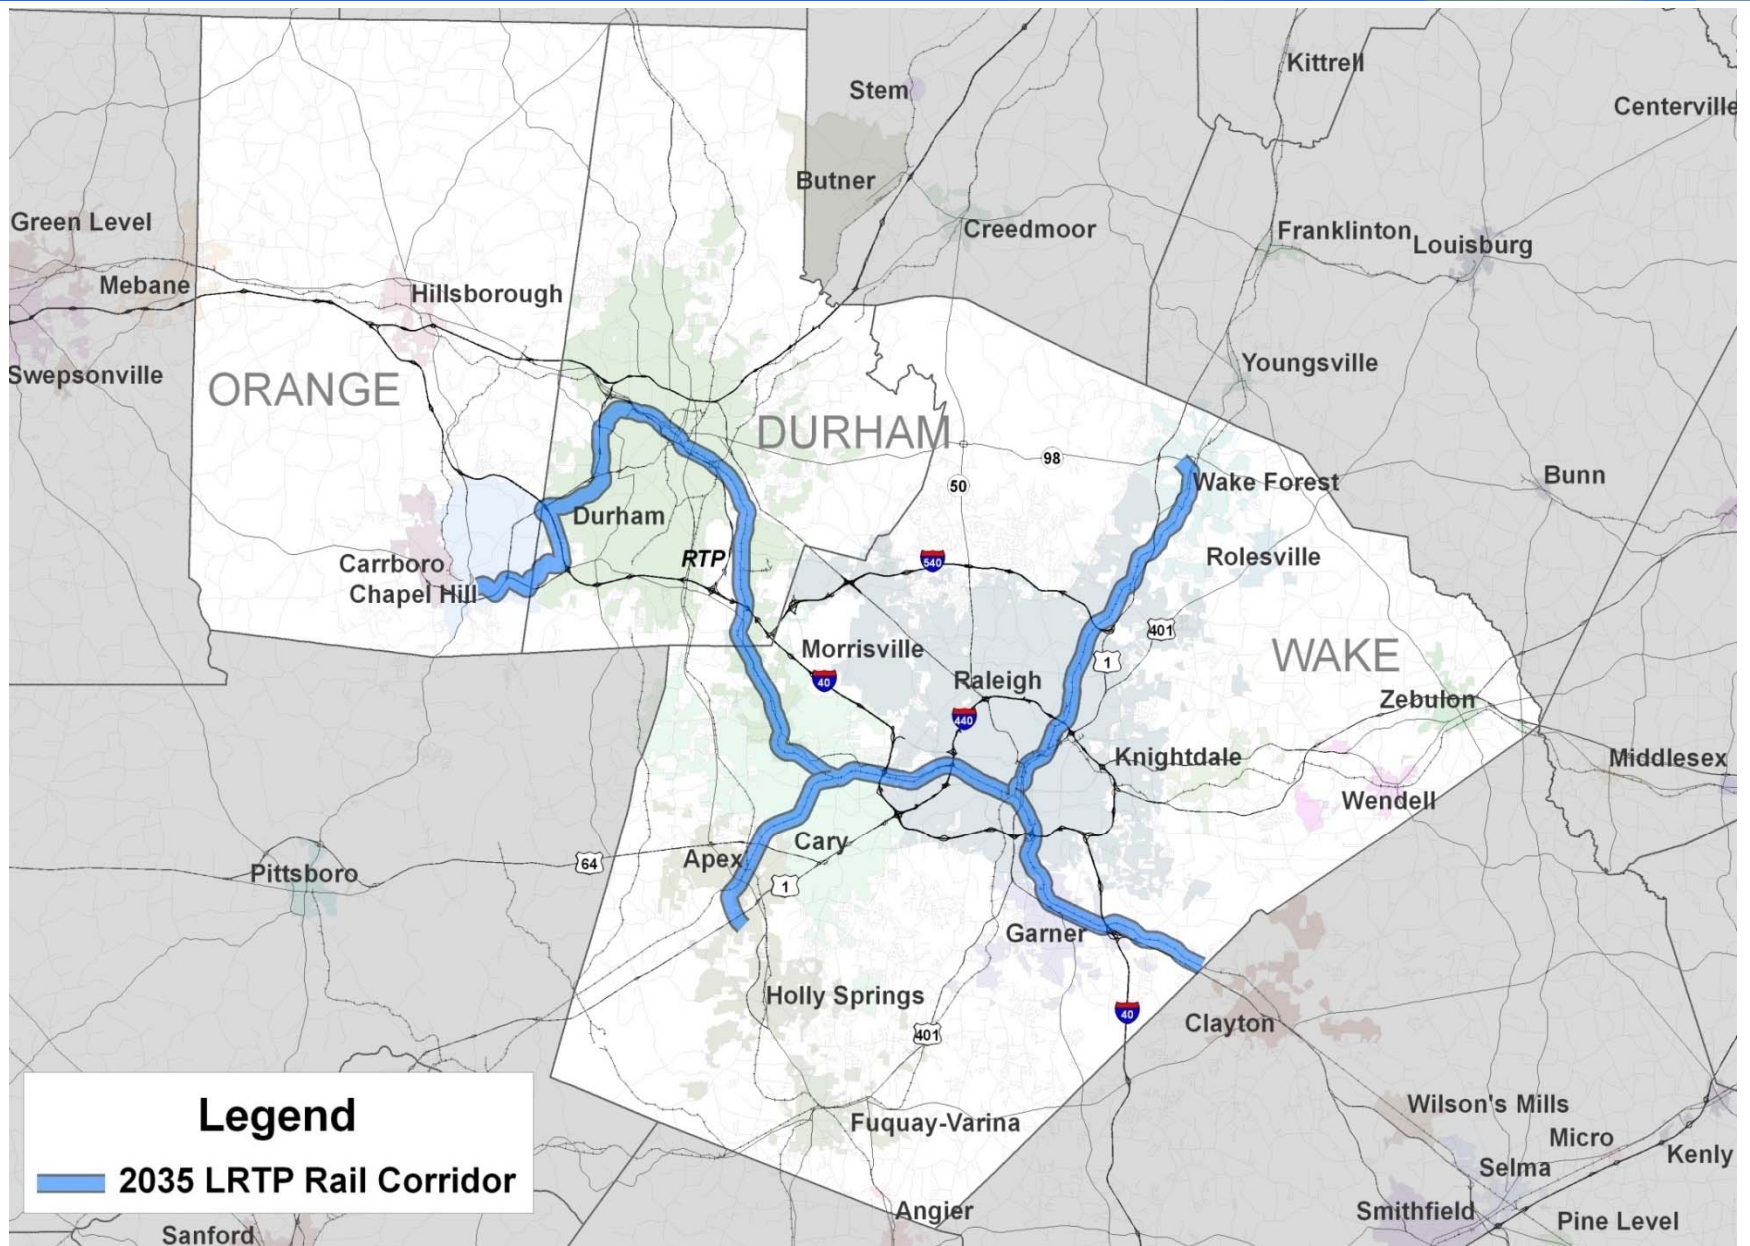 Kittrell
Stem
Centerville
Butner
Green Level
Creedmoor
Franklinton
Louisburg
Mebane
Hillsborough
Swepsonville
Youngsville
ORANGE
DURHAM
98
50
Wake Forest
Bunn
Durham
RTP
540
Rolesville
Carrboro
Chapel Hill
401
Morrisville
1
WAKE
40
Raleigh
Zebulon
440
Knightdale
Middlesex
Wendell
Cary
Apex
64
Pittsboro
1
Garner
Holly Springs
40
401
Clayton
Legend
2035 LRTP Rail Corridor
Fuquay-Varina
Wilson's Mills
Micro
Kenly
Selma
Angier
Smithfield
Pine Level
Sanford